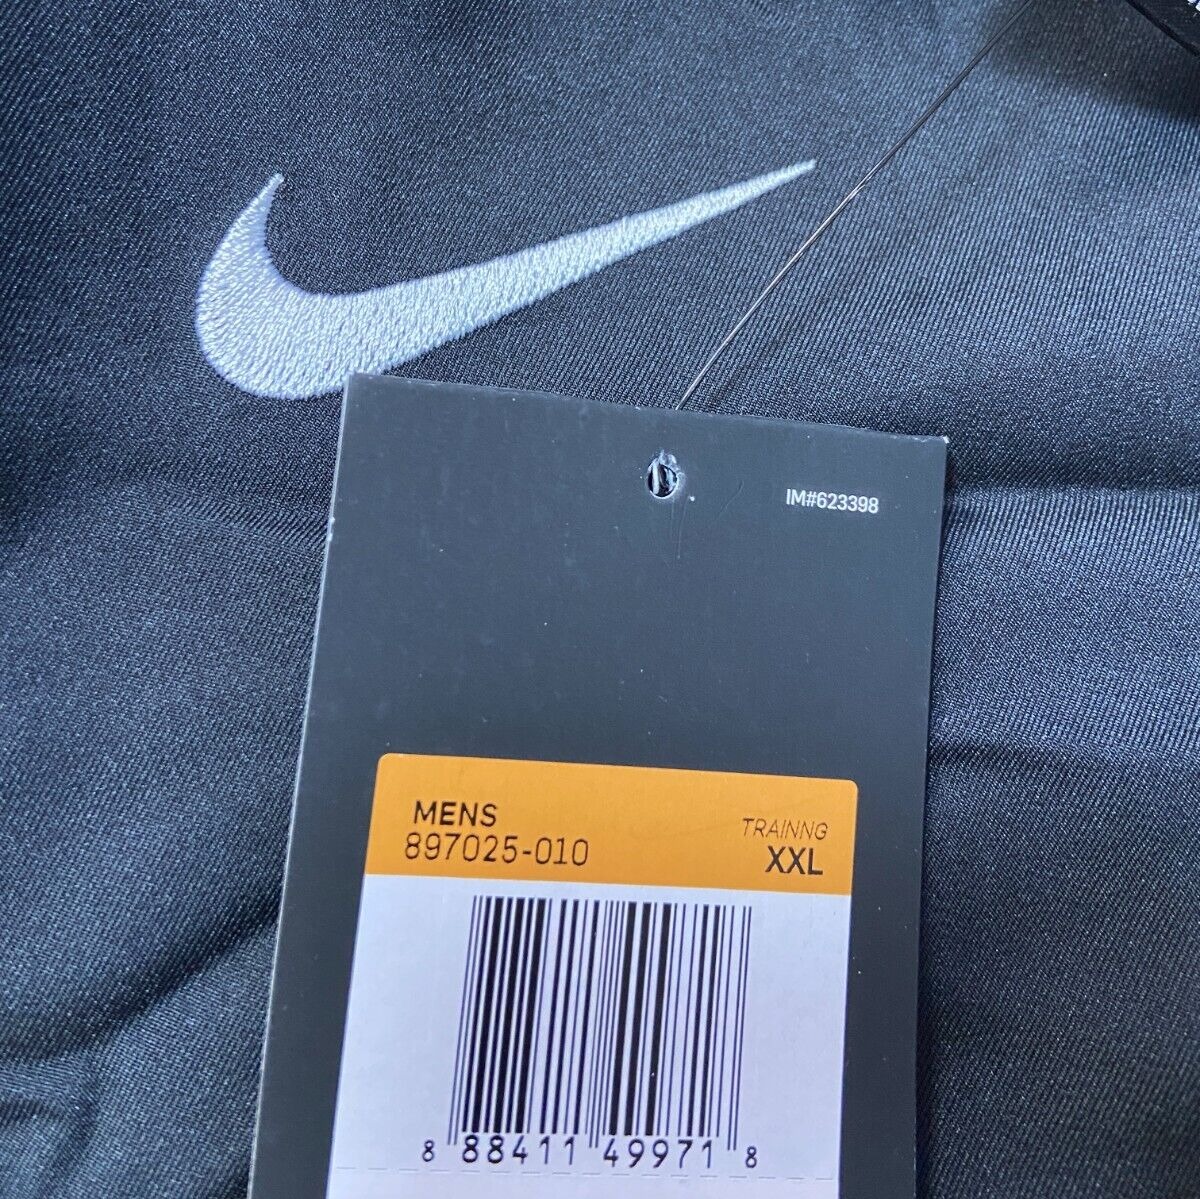 IM#623398
MENS
897025-010
TRAINNG
XXL
8 88411 49971 8